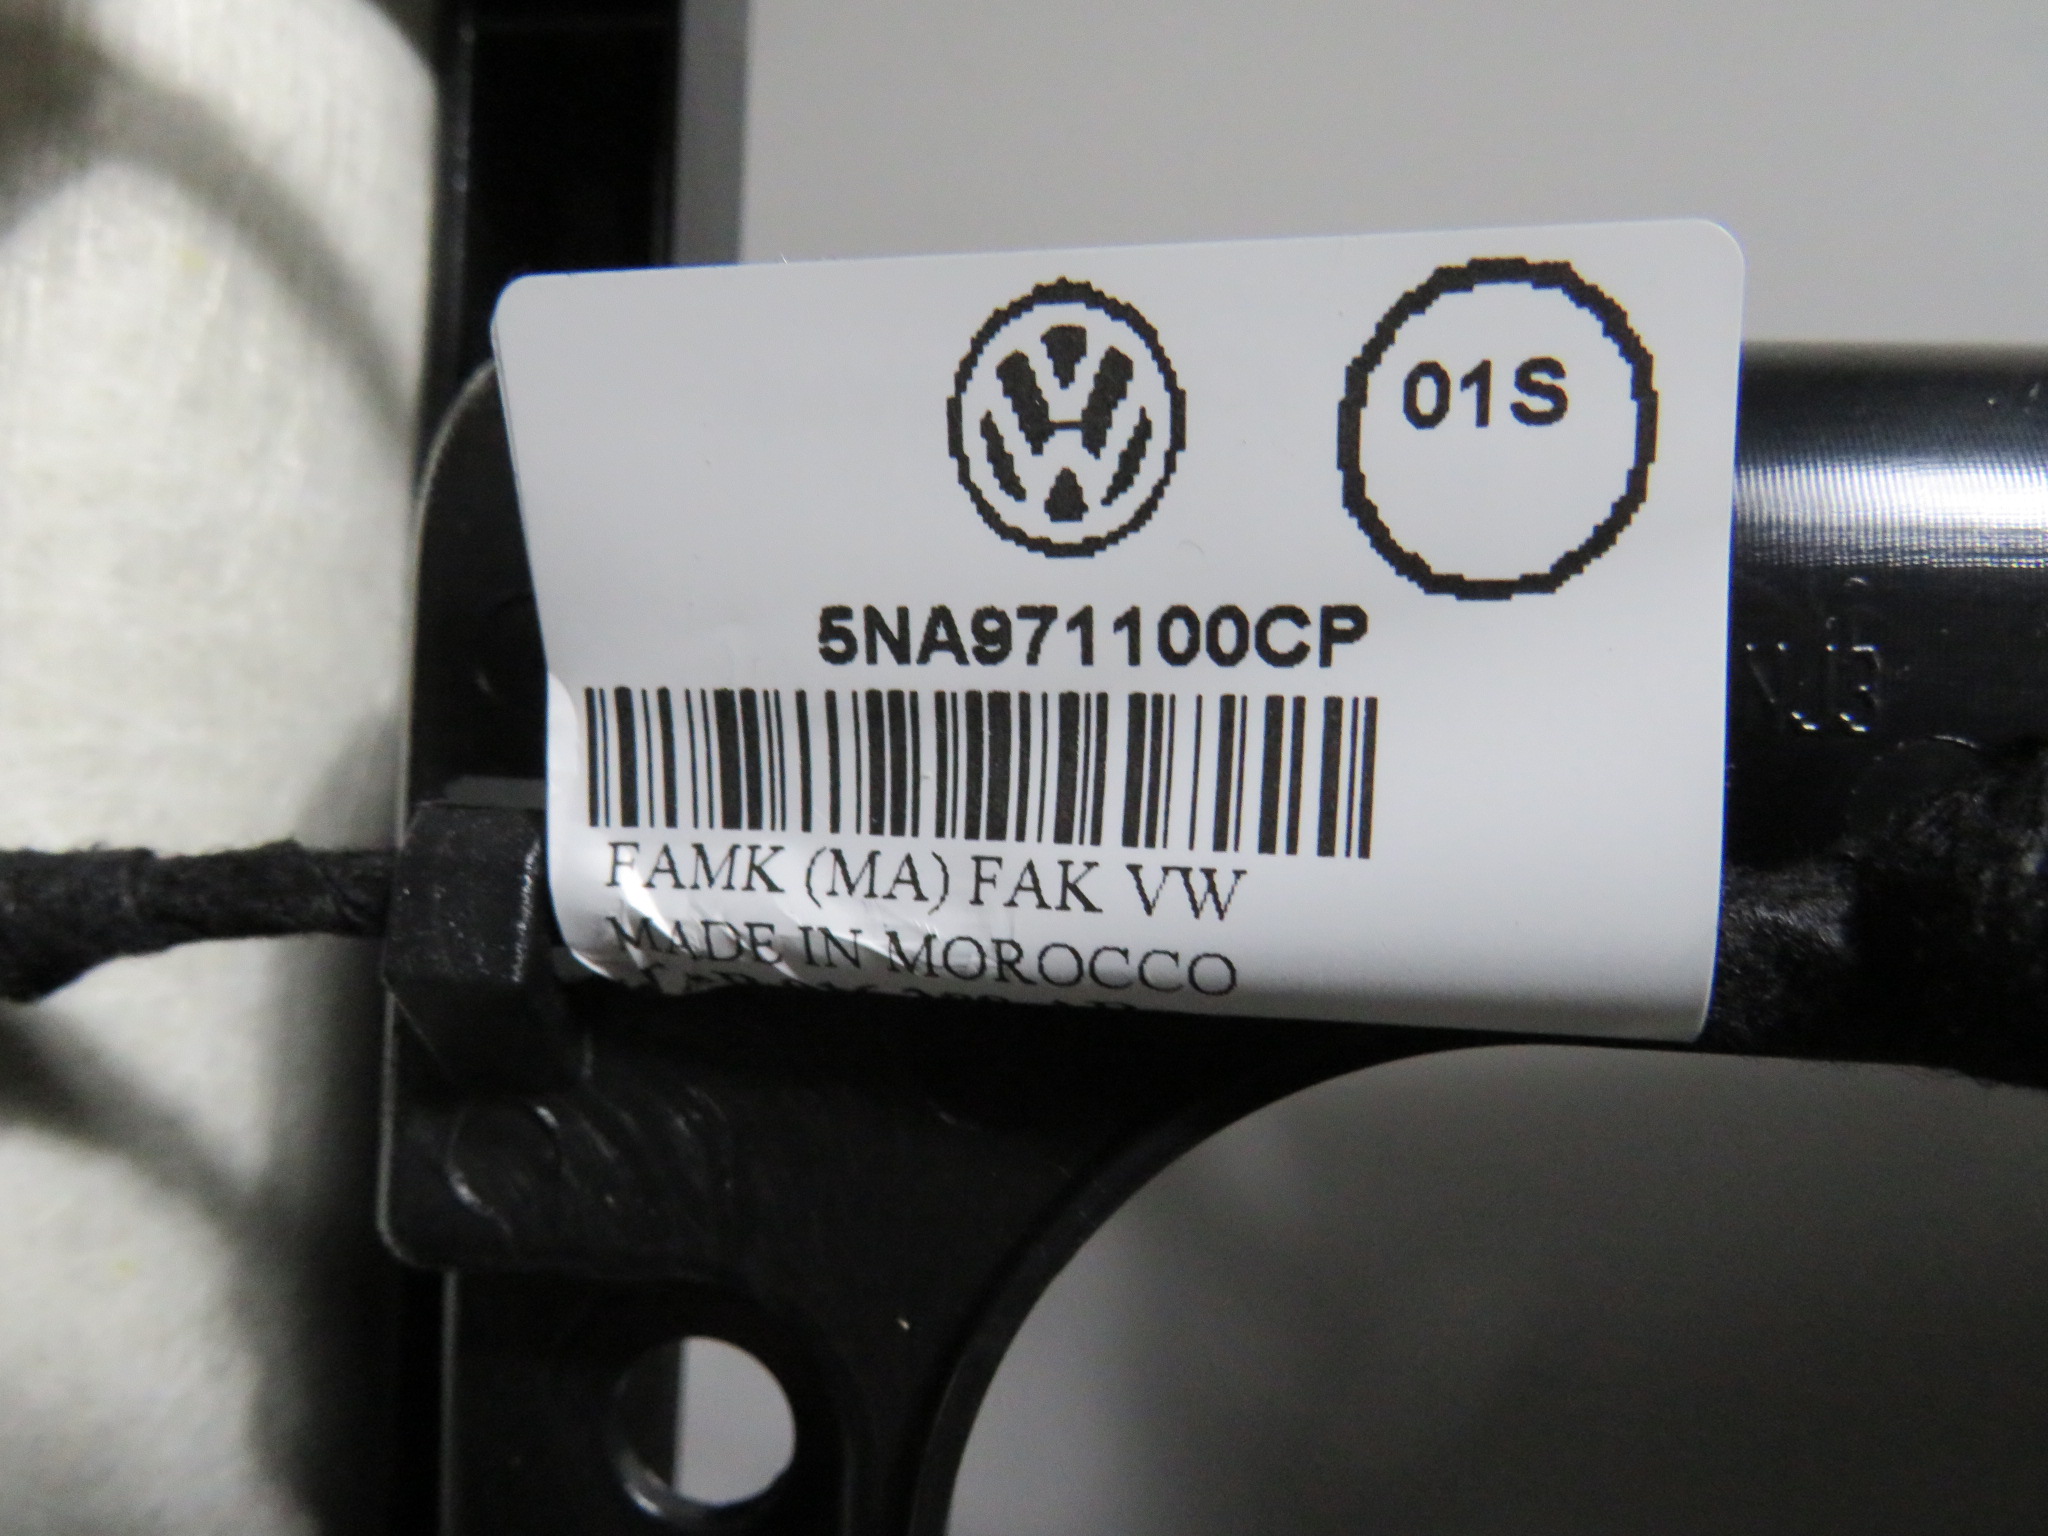 01S
5NA971100CP
FAMK (MA) FAK VW
MADE IN MOROCCO